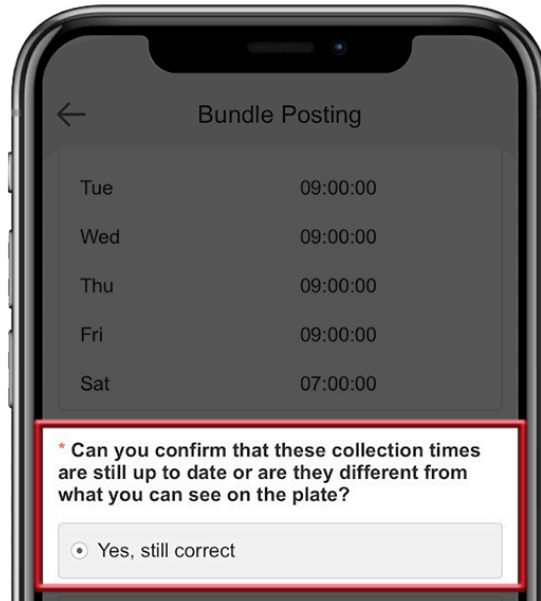 Bundle Posting
Tue 09:00:00
Wed 09:00:00
Thu 09:00:00
Fri 09:00:00
Sat 07:00:00
* Can you confirm that these collection times
are still up to date or are they different from
what you can see on the plate?
Yes, still correct